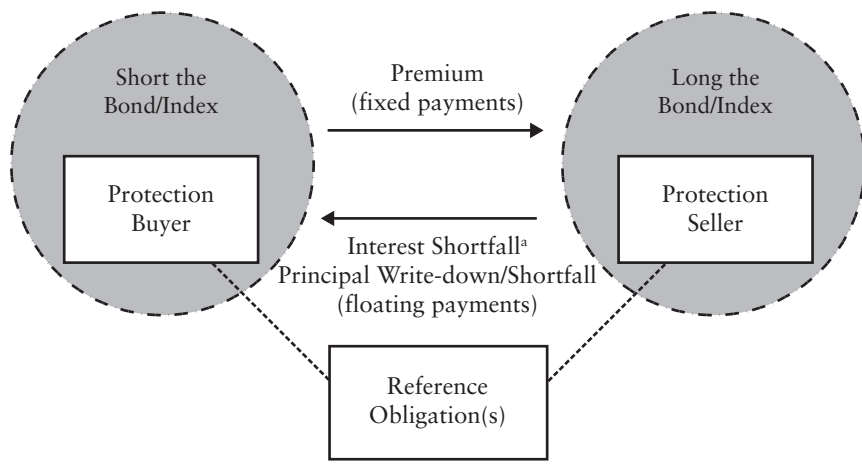 Short the
Bond/Index
Protection
Buyer
Premium
(fixed payments)
Interest Shortfallᵃ
Principal Write-down/Shortfall
(floating payments)
Long the
Bond/Index
Protection
Seller
Reference
Obligation(s)